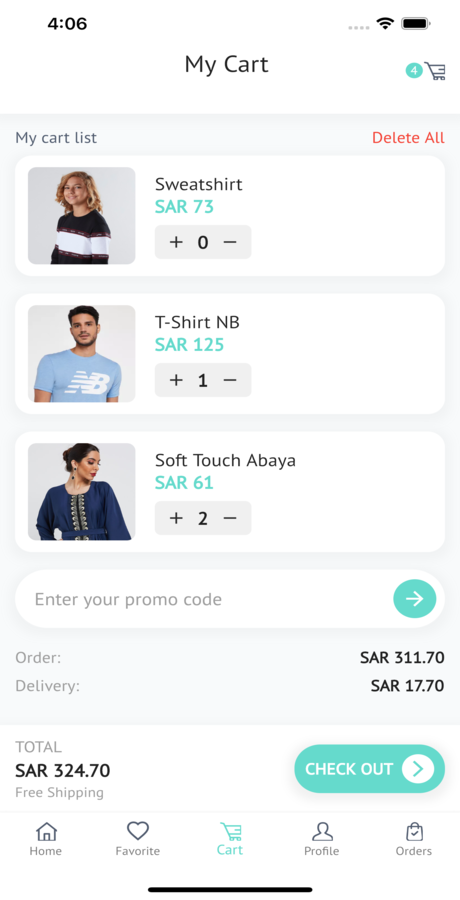 4:06
My Cart
4
My cart list
Delete All
Sweatshirt
SAR 73
+ 0 −
T-Shirt NB
SAR 125
+ 1 −
NB
Soft Touch Abaya
SAR 61
+ 2 −
Enter your promo code
Order: SAR 311.70
Delivery: SAR 17.70
TOTAL
SAR 324.70
Free Shipping
CHECK OUT
Home
Favorite
Cart
Profile
Orders